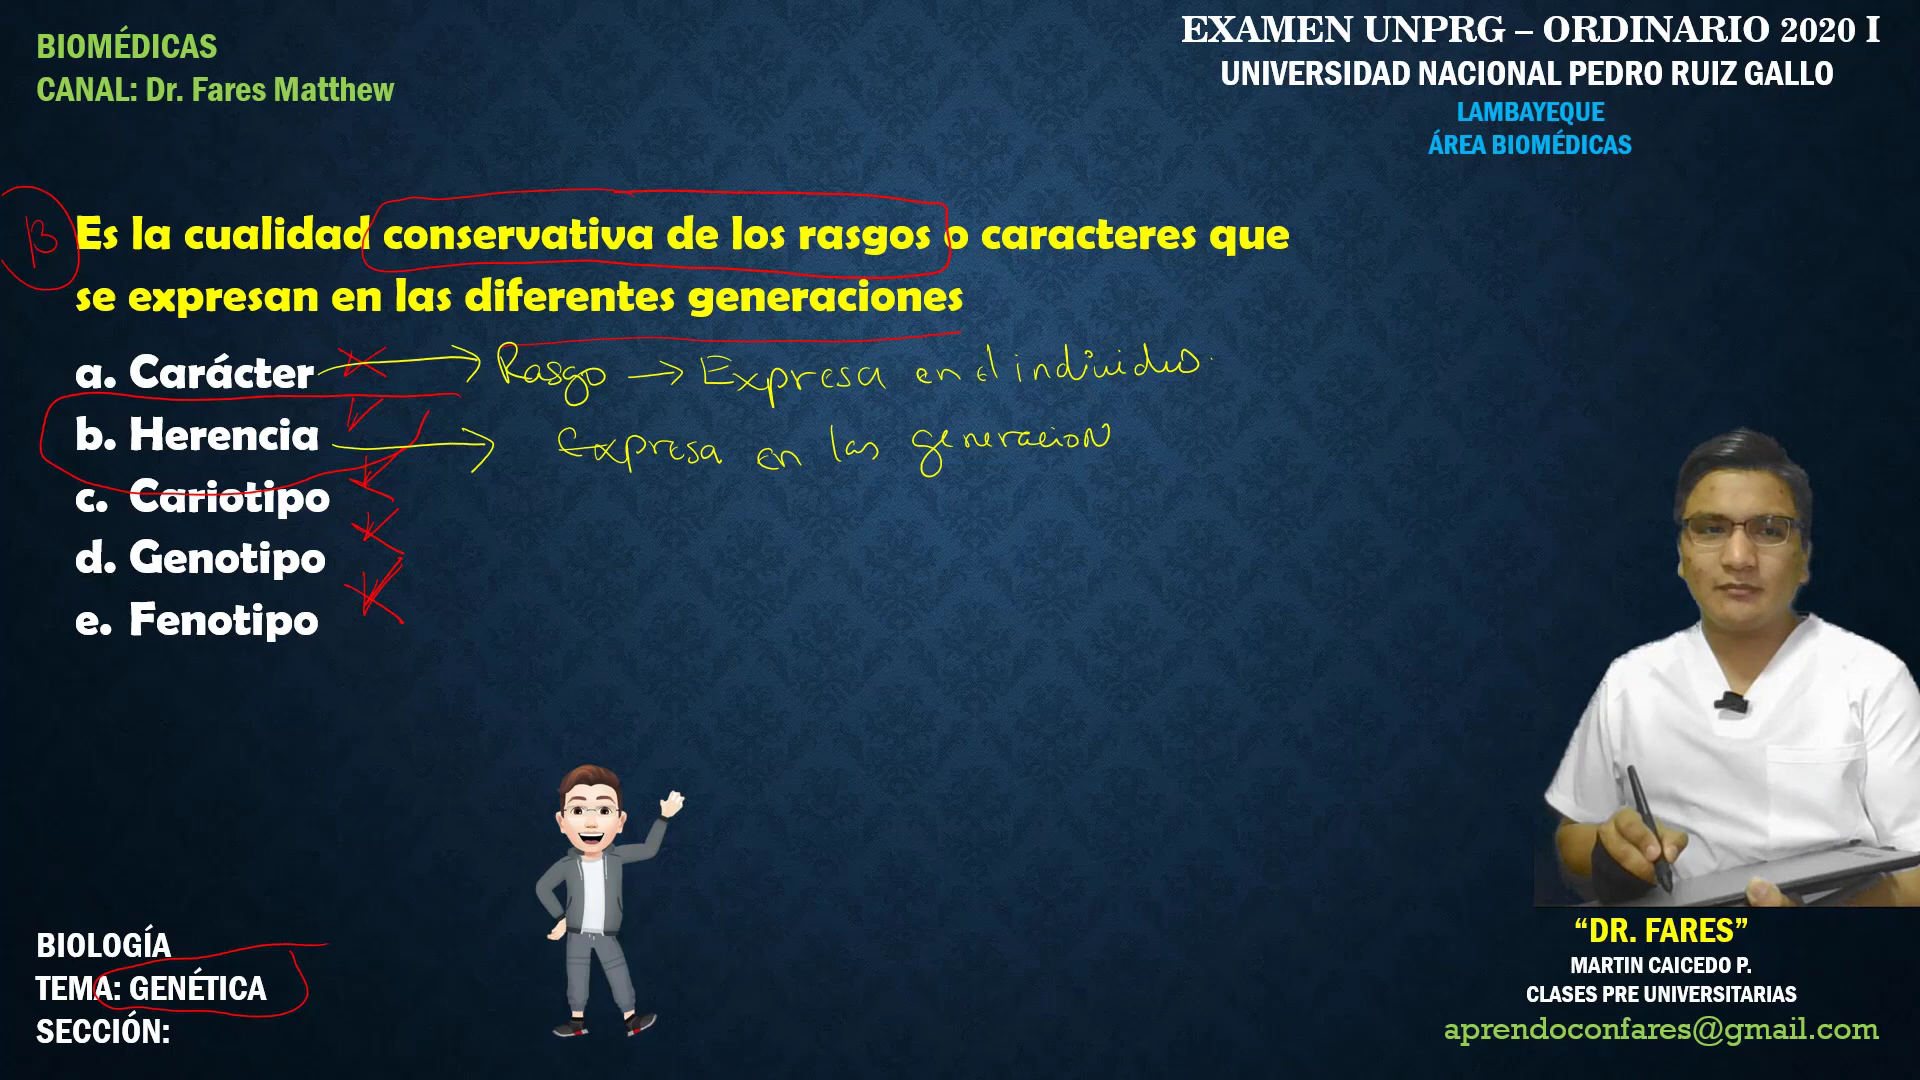 BIOMÉDICAS
CANAL: Dr. Fares Matthew
EXAMEN UNPRG – ORDINARIO 2020 I
UNIVERSIDAD NACIONAL PEDRO RUIZ GALLO
LAMBAYEQUE
ÁREA BIOMÉDICAS
B
Es la cualidad conservativa de los rasgos o caracteres que
se expresan en las diferentes generaciones
a. Carácter
Rasgo → Expresa en el individuo.
b. Herencia
Expresa en las generacion
c. Cariotipo
d. Genotipo
e. Fenotipo
BIOLOGÍA
TEMA: GENÉTICA
SECCIÓN:
“DR. FARES”
MARTIN CAICEDO P.
CLASES PRE UNIVERSITARIAS
aprendoconfares@gmail.com